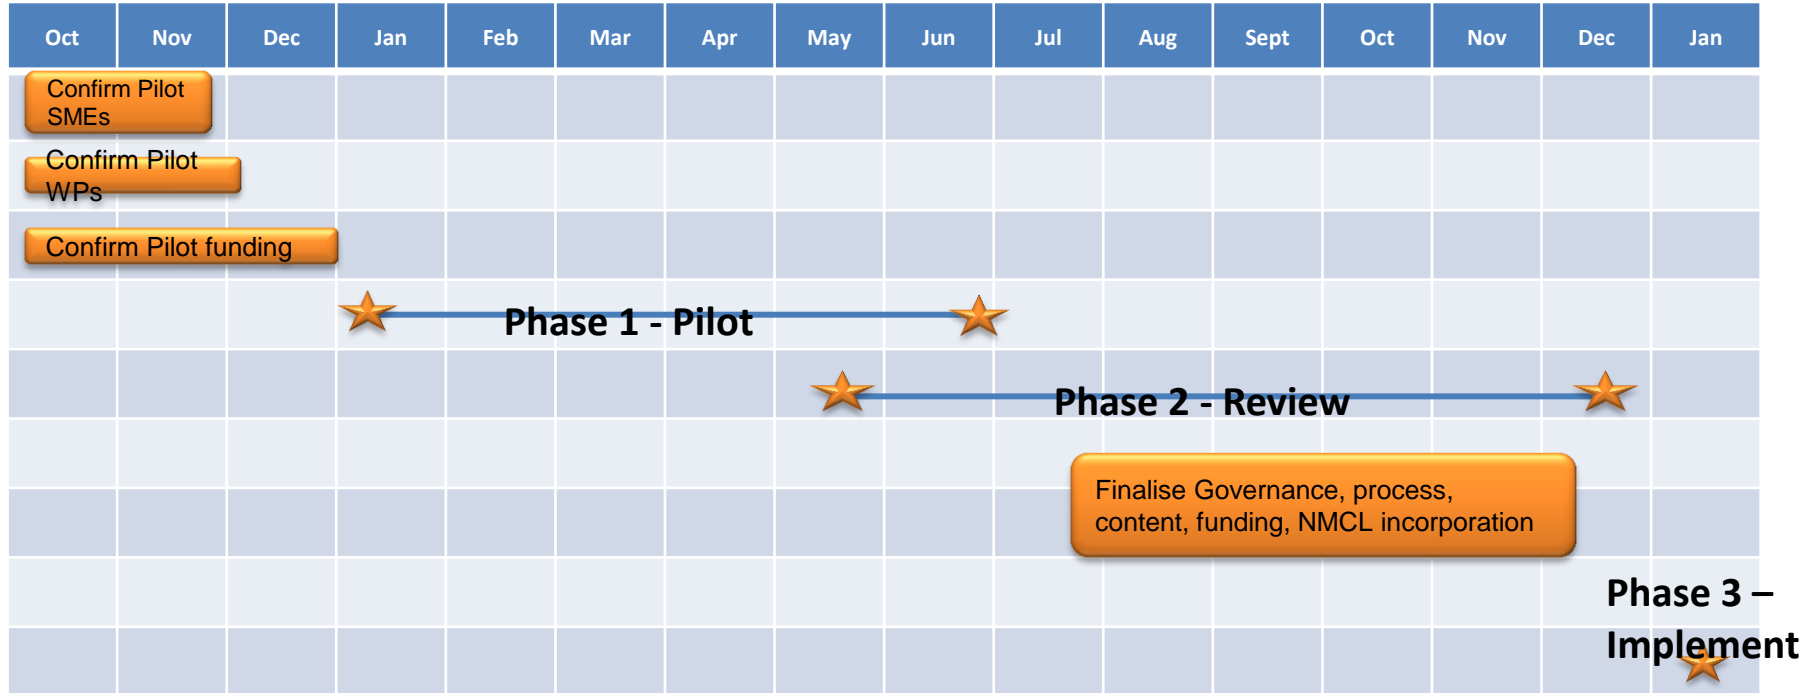 Oct Nov Dec Jan Feb Mar Apr May Jun Jul Aug Sept Oct Nov Dec Jan
Confirm Pilot
SMEs
Confirm Pilot
WPs
Confirm Pilot funding
Phase 1 - Pilot
Phase 2 - Review
Finalise Governance, process,
content, funding, NMCL incorporation
Phase 3 –
Implement